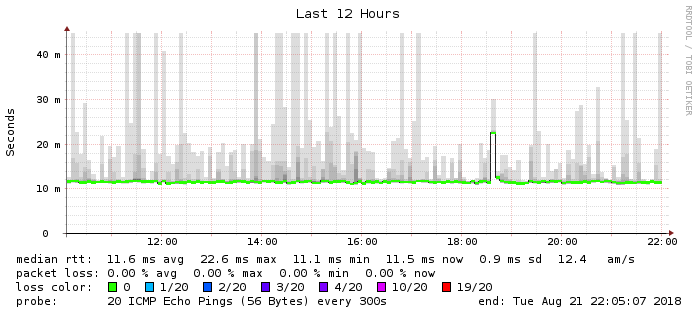 Last 12 Hours
RRDTOOL / TOBI OETIKER
Seconds
40 m
30 m
20 m
10 m
0
12:00 14:00 16:00 18:00 20:00 22:00
median rtt: 11.6 ms avg 22.6 ms max 11.1 ms min 11.5 ms now 0.9 ms sd 12.4 am/s
packet loss: 0.00 % avg 0.00 % max 0.00 % min 0.00 % now
loss color: 0 1/20 2/20 3/20 4/20 10/20 19/20
probe: 20 ICMP Echo Pings (56 Bytes) every 300s end: Tue Aug 21 22:05:07 2018